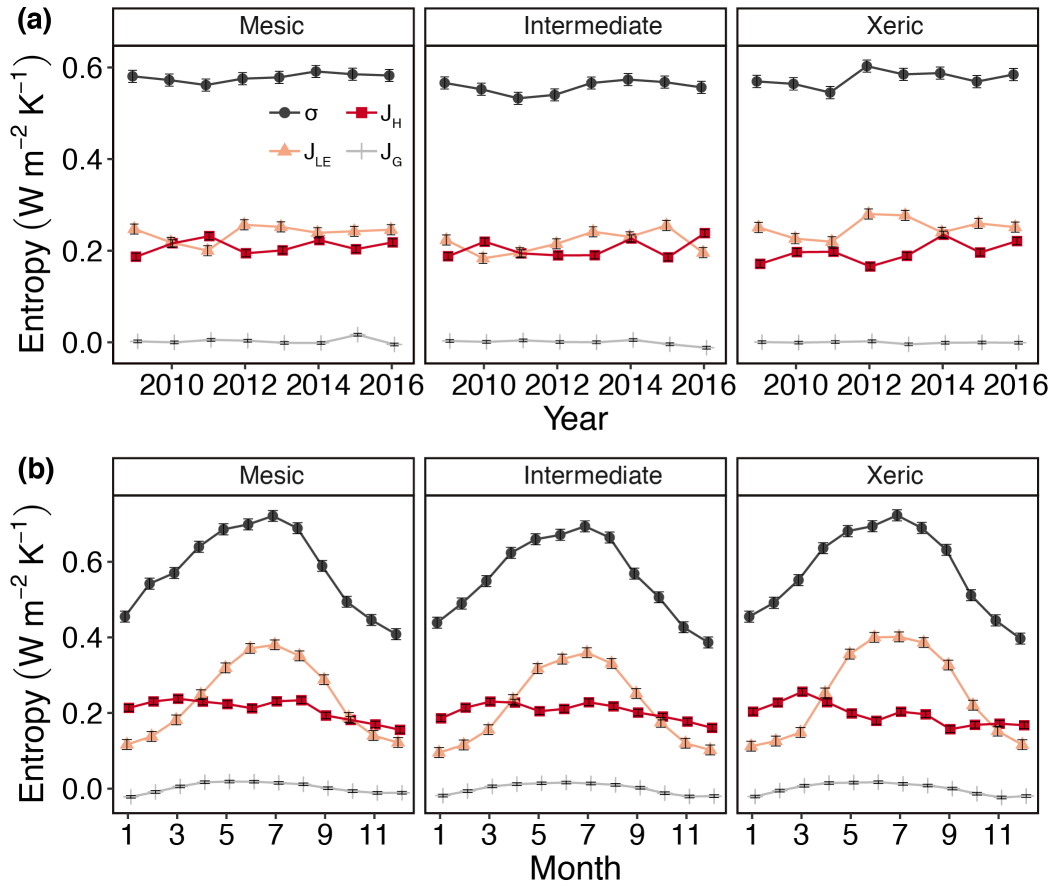 (a)
Mesic Intermediate Xeric
Entropy (W m−2 K−1)
0.6
0.4
0.2
0.0
σ JH
JLE JG
2010 2012 2014 2016 2010 2012 2014 2016 2010 2012 2014 2016
Year
(b)
Mesic Intermediate Xeric
Entropy (W m−2 K−1)
0.6
0.4
0.2
0.0
1 3 5 7 9 11 1 3 5 7 9 11 1 3 5 7 9 11
Month